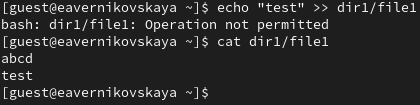 [guest@eavernikovskaya ~]$ echo "test" >> dir1/file1
bash: dir1/file1: Operation not permitted
[guest@eavernikovskaya ~]$ cat dir1/file1
abcd
test
[guest@eavernikovskaya ~]$